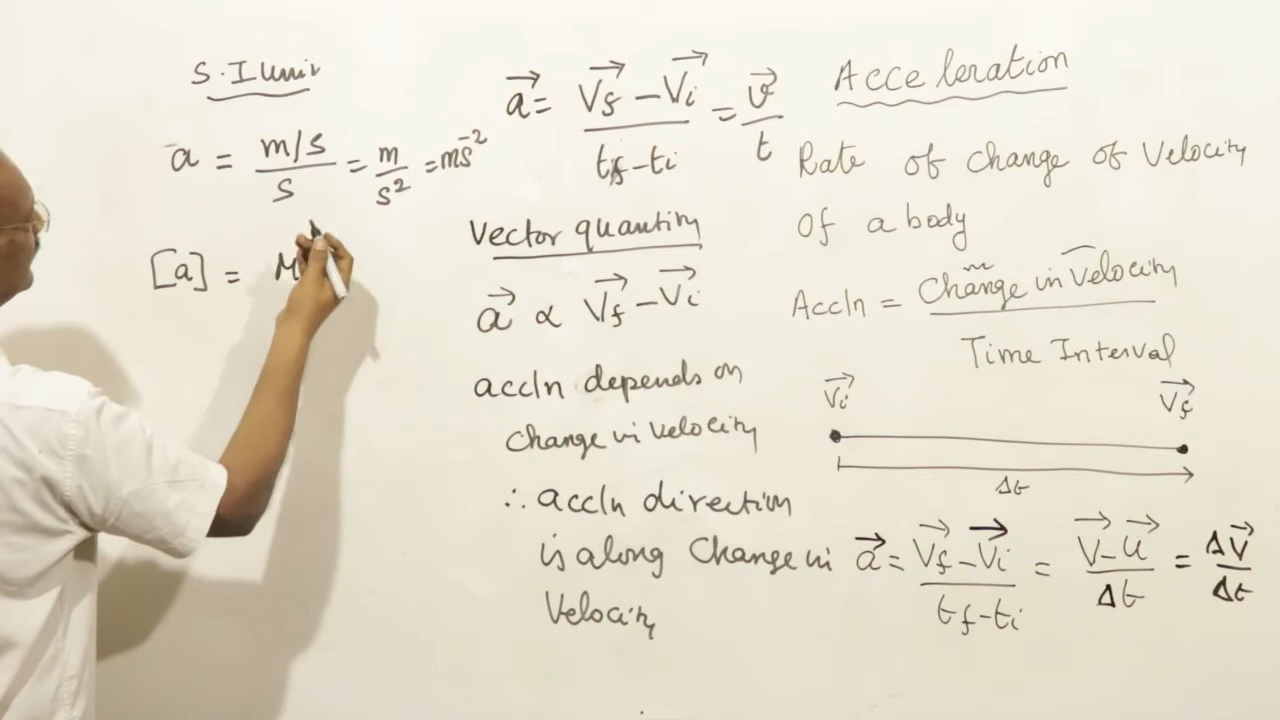 Acceleration
Rate of change of velocity
of a body
Accln = Change in velocity / Time Interval
V⃗i V⃗f
Δt
a⃗ = (V⃗f - V⃗i) / (tf - ti) = (V⃗ - u⃗) / Δt = ΔV⃗ / Δt
a⃗ = (V⃗f - V⃗i) / (tf - ti) = v⃗ / t
Vector quantity
a⃗ ∝ V⃗f - V⃗i
accln depends on
change in velocity
∴ accln direction
is along change in
velocity
S.I Unit
a = (m/s) / s = m / s² = ms⁻²
[a] = M